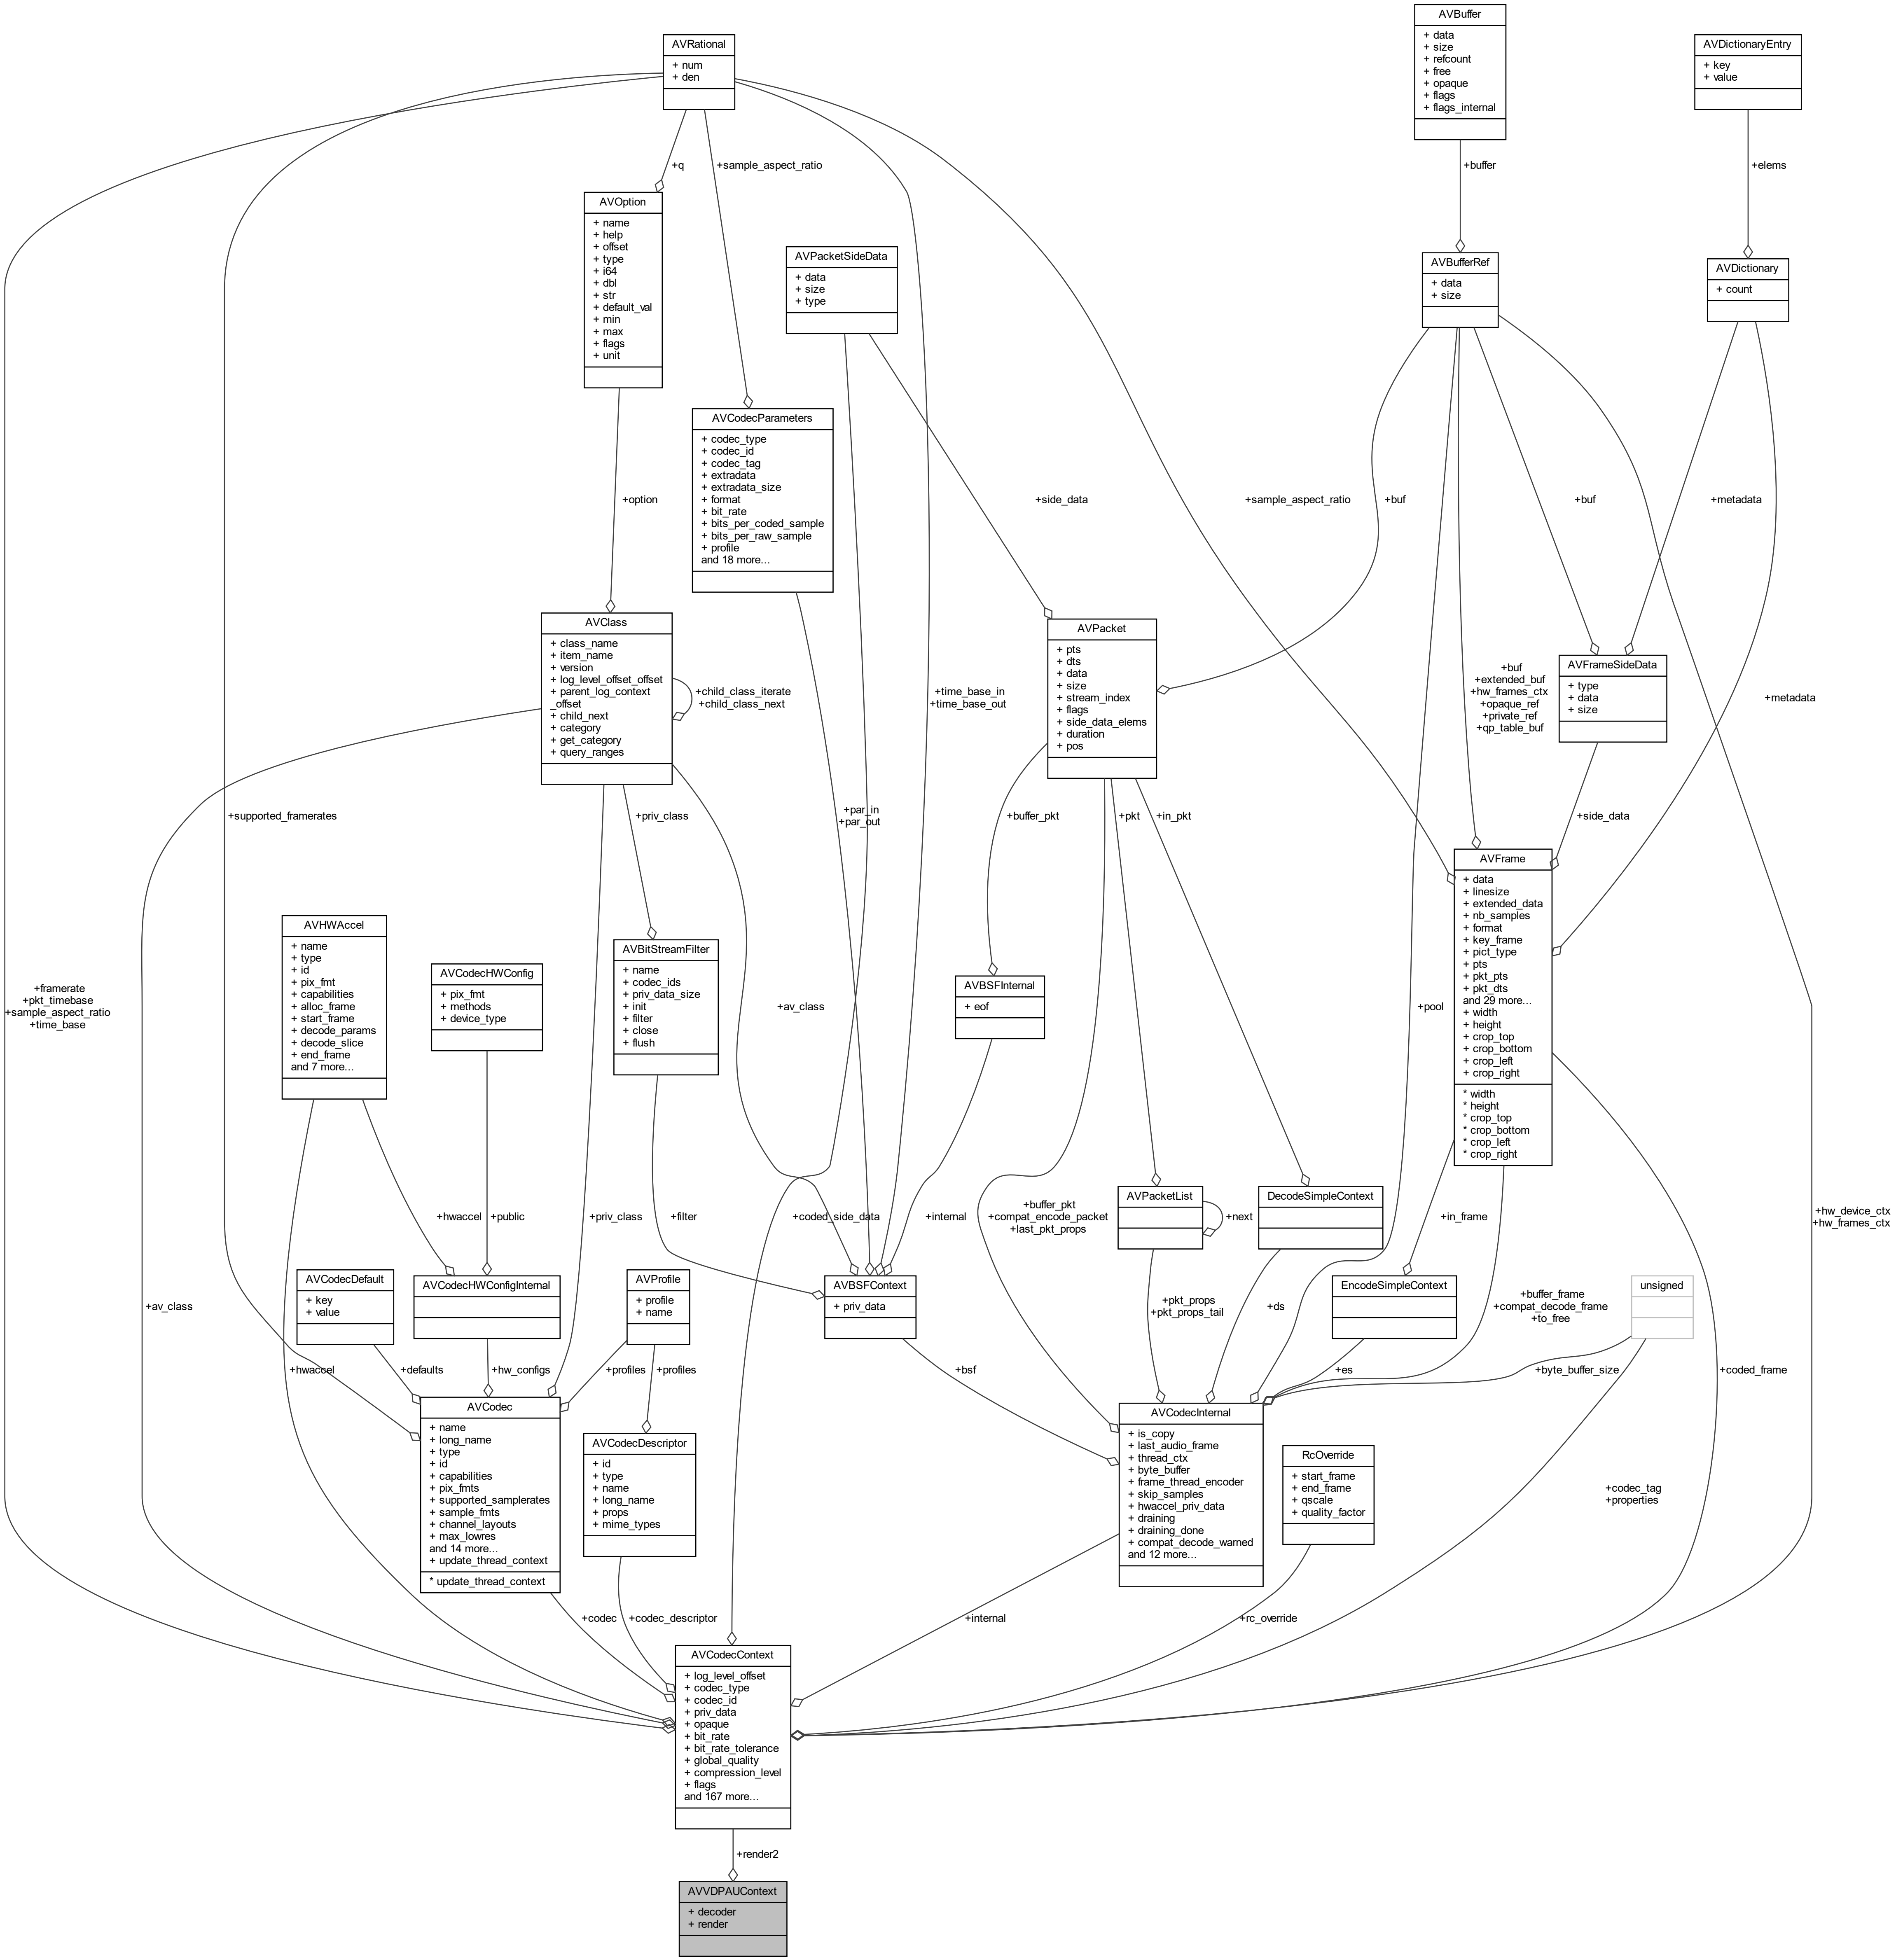 AVBuffer
+ data
+ size
+ refcount
+ free
+ opaque
+ flags
+ flags_internal
AVRational
+ num
+ den
AVDictionaryEntry
+ key
+ value
+q
+sample_aspect_ratio
+buffer
+elems
AVOption
+ name
+ help
+ offset
+ type
+ i64
+ dbl
+ str
+ default_val
+ min
+ max
+ flags
+ unit
AVPacketSideData
+ data
+ size
+ type
AVBufferRef
+ data
+ size
AVDictionary
+ count
AVCodecParameters
+ codec_type
+ codec_id
+ codec_tag
+ extradata
+ extradata_size
+ format
+ bit_rate
+ bits_per_coded_sample
+ bits_per_raw_sample
+ profile
and 18 more...
+option
+side_data
+sample_aspect_ratio
+buf
+buf
+metadata
AVClass
+ class_name
+ item_name
+ version
+ log_level_offset_offset
+ parent_log_context
_offset
+ child_next
+ category
+ get_category
+ query_ranges
+child_class_iterate
+child_class_next
+time_base_in
+time_base_out
AVPacket
+ pts
+ dts
+ data
+ size
+ stream_index
+ flags
+ side_data_elems
+ duration
+ pos
+buf
+extended_buf
+hw_frames_ctx
+opaque_ref
+private_ref
+qp_table_buf
AVFrameSideData
+ type
+ data
+ size
+metadata
+supported_framerates
+priv_class
+par_in
+par_out
+buffer_pkt
+pkt
+in_pkt
+side_data
AVFrame
+ data
+ linesize
+ extended_data
+ nb_samples
+ format
+ key_frame
+ pict_type
+ pts
+ pkt_pts
+ pkt_dts
and 29 more...
+ width
+ height
+ crop_top
+ crop_bottom
+ crop_left
+ crop_right
* width
* height
* crop_top
* crop_bottom
* crop_left
* crop_right
AVHWAccel
+ name
+ type
+ id
+ pix_fmt
+ capabilities
+ alloc_frame
+ start_frame
+ decode_params
+ decode_slice
+ end_frame
and 7 more...
AVCodecHWConfig
+ pix_fmt
+ methods
+ device_type
AVBitStreamFilter
+ name
+ codec_ids
+ priv_data_size
+ init
+ filter
+ close
+ flush
AVBSFInternal
+ eof
+framerate
+pkt_timebase
+sample_aspect_ratio
+time_base
+av_class
+pool
+hwaccel
+public
+priv_class
+filter
+coded_side_data
+internal
+buffer_pkt
+compat_encode_packet
+last_pkt_props
AVPacketList
+next
DecodeSimpleContext
+in_frame
+hw_device_ctx
+hw_frames_ctx
AVCodecDefault
+ key
+ value
AVCodecHWConfigInternal
AVProfile
+ profile
+ name
AVBSFContext
+ priv_data
EncodeSimpleContext
unsigned
+av_class
+pkt_props
+pkt_props_tail
+ds
+buffer_frame
+compat_decode_frame
+to_free
+hwaccel
+defaults
+hw_configs
+profiles
+profiles
+bsf
+es
+byte_buffer_size
+coded_frame
AVCodec
+ name
+ long_name
+ type
+ id
+ capabilities
+ pix_fmts
+ supported_samplerates
+ sample_fmts
+ channel_layouts
+ max_lowres
and 14 more...
+ update_thread_context
* update_thread_context
AVCodecDescriptor
+ id
+ type
+ name
+ long_name
+ props
+ mime_types
AVCodecInternal
+ is_copy
+ last_audio_frame
+ thread_ctx
+ byte_buffer
+ frame_thread_encoder
+ skip_samples
+ hwaccel_priv_data
+ draining
+ draining_done
+ compat_decode_warned
and 12 more...
RcOverride
+ start_frame
+ end_frame
+ qscale
+ quality_factor
+codec_tag
+properties
+codec
+codec_descriptor
+internal
+rc_override
AVCodecContext
+ log_level_offset
+ codec_type
+ codec_id
+ priv_data
+ opaque
+ bit_rate
+ bit_rate_tolerance
+ global_quality
+ compression_level
+ flags
and 167 more...
+render2
AVVDPAUContext
+ decoder
+ render